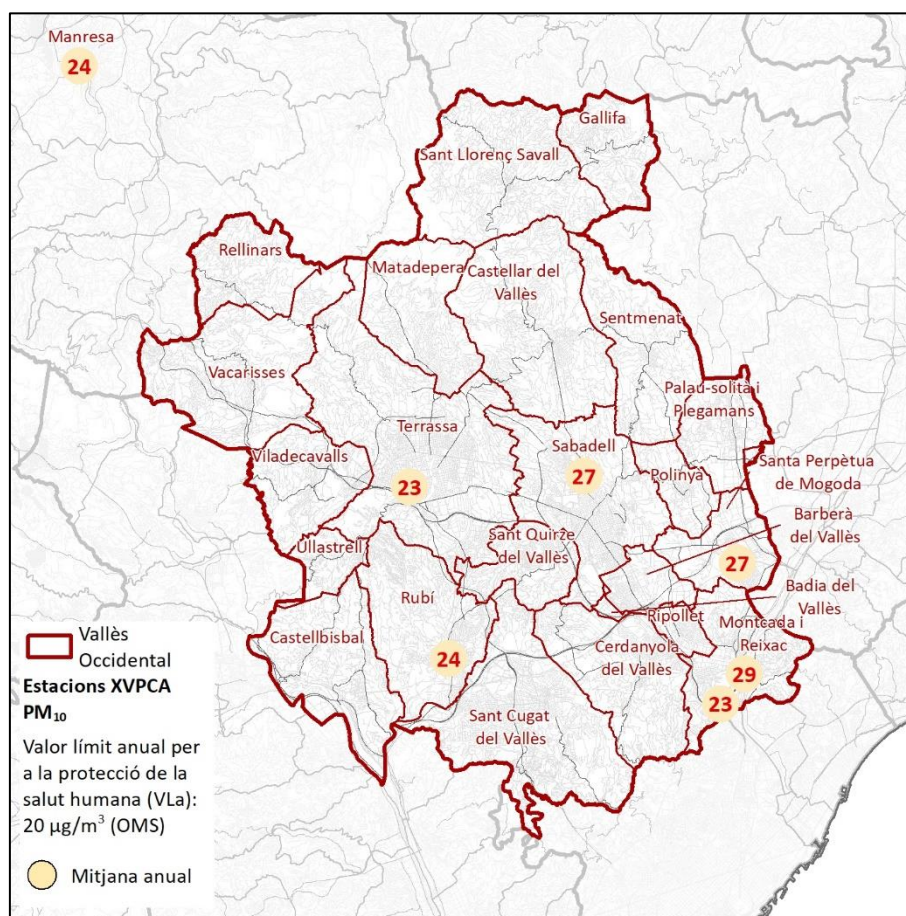 Manresa
24
Gallifa
Sant Llorenç Savall
Rellinars
Matadepera
Castellar del
Vallès
Sentmenat
Vacarisses
Palau-solità i
Plegamans
Terrassa
23
Sabadell
27
Viladecavalls
Polinyà
Santa Perpètua
de Mogoda
Barberà
del Vallès
Ullastrell
Sant Quirze
del Vallès
27
Badia del
Vallès
Rubí
24
Castellbisbal
Ripollet
Montcada i
Reixac
Cerdanyola
del Vallès
29
23
Sant Cugat
del Vallès
Vallès
Occidental
Estacions XVPCA
PM₁₀
Valor límit anual per
a la protecció de la
salut humana (VLa):
20 µg/m³ (OMS)
Mitjana anual